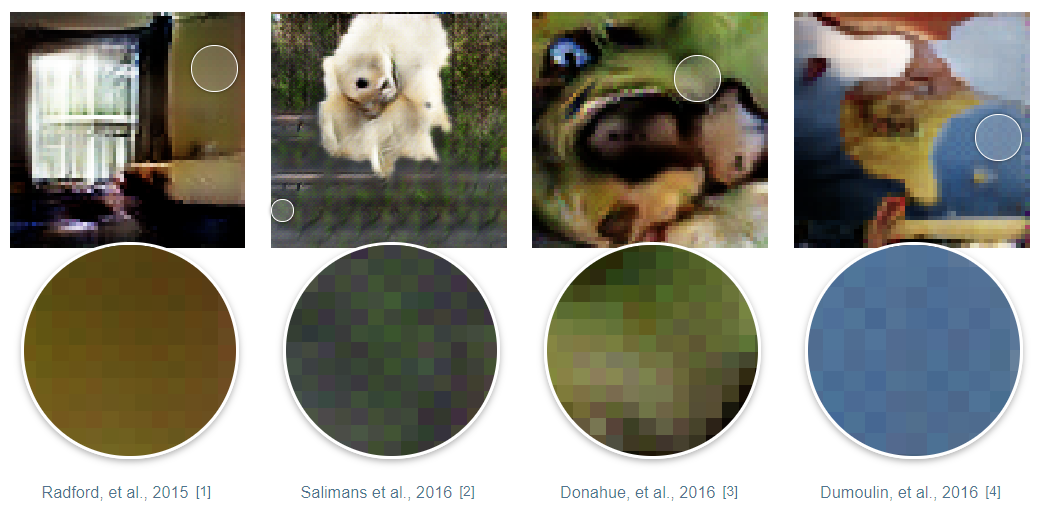 Radford, et al., 2015 [1]
Salimans et al., 2016 [2]
Donahue, et al., 2016 [3]
Dumoulin, et al., 2016 [4]